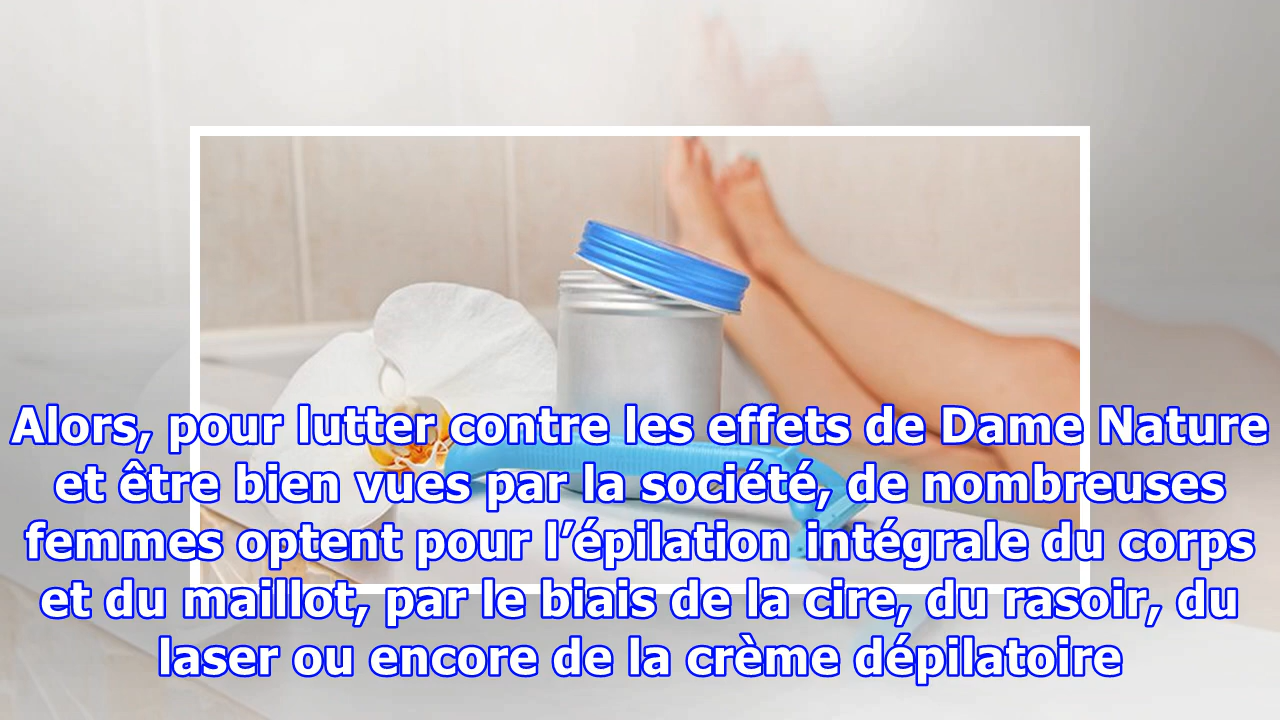 Alors, pour lutter contre les effets de Dame Nature
et être bien vues par la société, de nombreuses
femmes optent pour l’épilation intégrale du corps
et du maillot, par le biais de la cire, du rasoir, du
laser ou encore de la crème dépilatoire